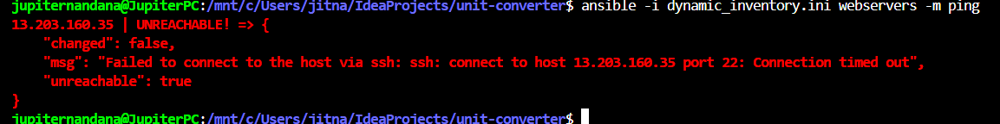 jupiternandana@JupiterPC:/mnt/c/Users/jitna/IdeaProjects/unit-converter$ ansible -i dynamic_inventory.ini webservers -m ping
13.203.160.35 | UNREACHABLE! => {
    "changed": false,
    "msg": "Failed to connect to the host via ssh: ssh: connect to host 13.203.160.35 port 22: Connection timed out",
    "unreachable": true
}
jupiternandana@JupiterPC:/mnt/c/Users/jitna/IdeaProjects/unit-converter$